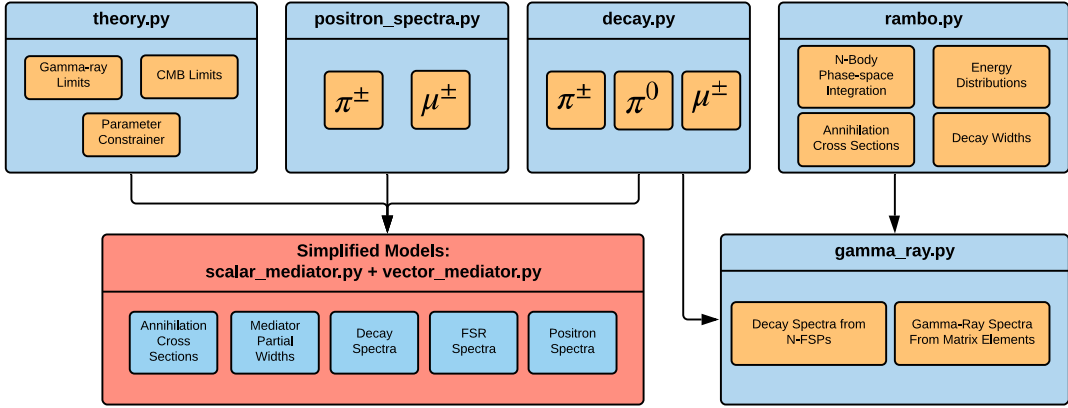 theory.py
Gamma-ray
Limits
CMB Limits
Parameter
Constrainer
positron_spectra.py
π±
μ±
decay.py
π±
π⁰
μ±
rambo.py
N-Body
Phase-space
Integration
Energy
Distributions
Annihilation
Cross Sections
Decay Widths
Simplified Models:
scalar_mediator.py + vector_mediator.py
Annihilation
Cross
Sections
Mediator
Partial
Widths
Decay
Spectra
FSR
Spectra
Positron
Spectra
gamma_ray.py
Decay Spectra from
N-FSPs
Gamma-Ray Spectra
From Matrix Elements